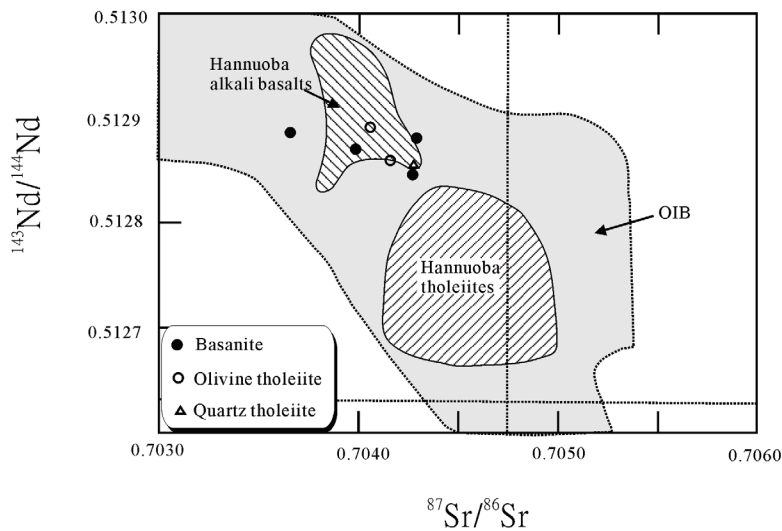 0.5130
Hannuoba
alkali basalts
0.5129
¹⁴³Nd/¹⁴⁴Nd
0.5128
OIB
Hannuoba
tholeiites
0.5127
Basanite
Olivine tholeiite
Quartz tholeiite
0.7030
0.7040
0.7050
0.7060
⁸⁷Sr/⁸⁶Sr